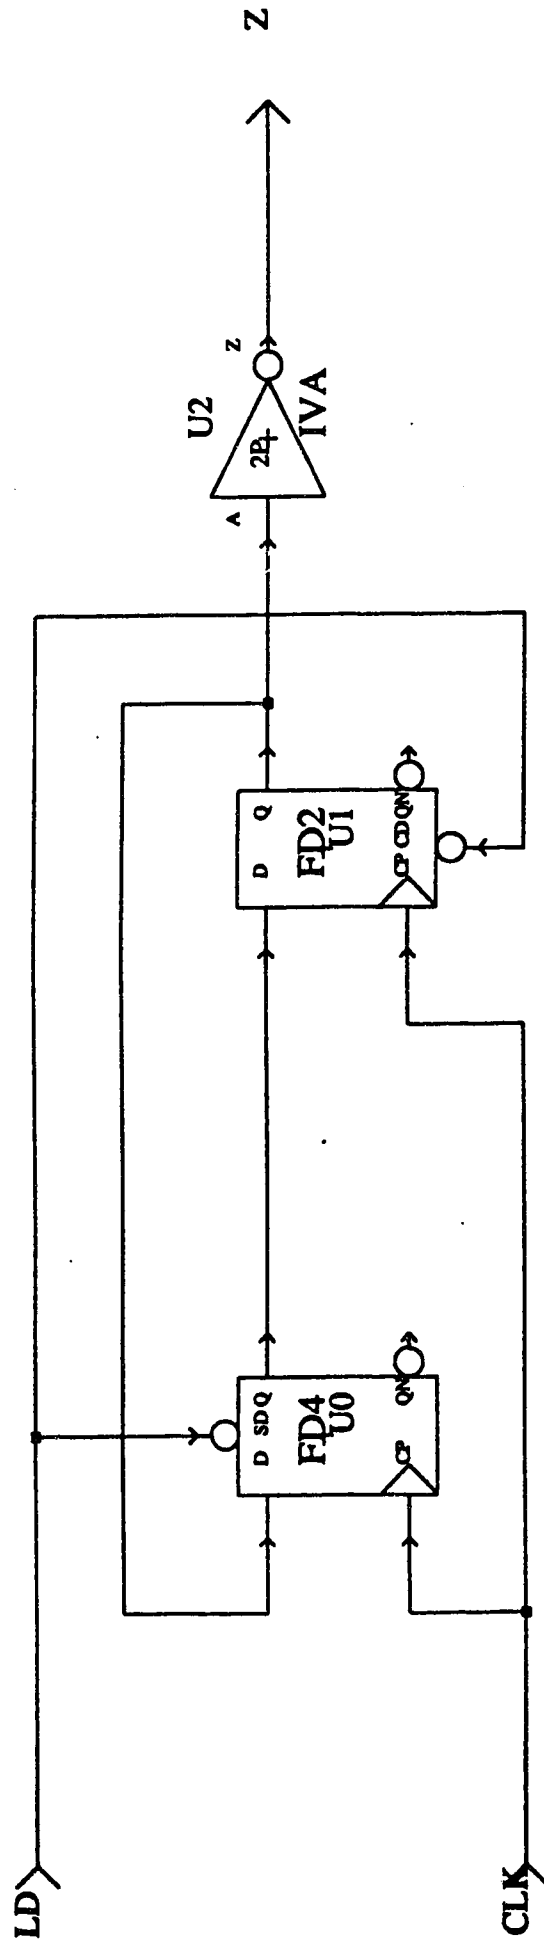 LD
CLK
D SD Q
FD4
U0
CP QN
D Q
FD2
U1
CP CD QN
U2
A
2P
Z
IVA
Z